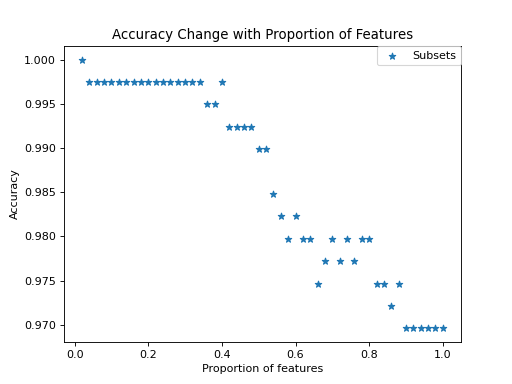 Accuracy Change with Proportion of Features
Subsets
1.000
0.995
0.990
0.985
0.980
0.975
0.970
Accuracy
0.0 0.2 0.4 0.6 0.8 1.0
Proportion of features